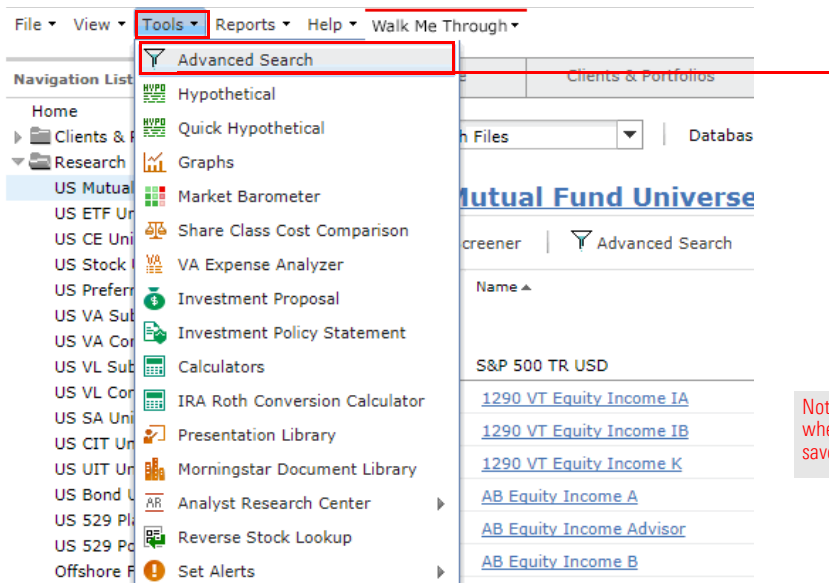 File View Tools Reports Help Walk Me Through
Advanced Search
Navigation List
Clients & Portfolios
Hypothetical
Home
Quick Hypothetical
Clients &
Files
Databas
Research
Graphs
US Mutual
Market Barometer
Mutual Fund Universe
US ETF
US CE Uni
Share Class Cost Comparison
creener
Advanced Search
US Stock
VA Expense Analyzer
US Preferr
Investment Proposal
Name
US VA Sub
Investment Policy Statement
US VA Cor
US VL Sub
Calculators
S&P 500 TR USD
US VL Cor
IRA Roth Conversion Calculator
1290 VT Equity Income IA
US SA Uni
Presentation Library
1290 VT Equity Income IB
US CIT Un
US UIT Un
Morningstar Document Library
1290 VT Equity Income K
US Bond
AR Analyst Research Center
AB Equity Income A
US 529 Pla
Reverse Stock Lookup
AB Equity Income Advisor
US 529 Po
Set Alerts
AB Equity Income B
Offshore F
Not
whe
save